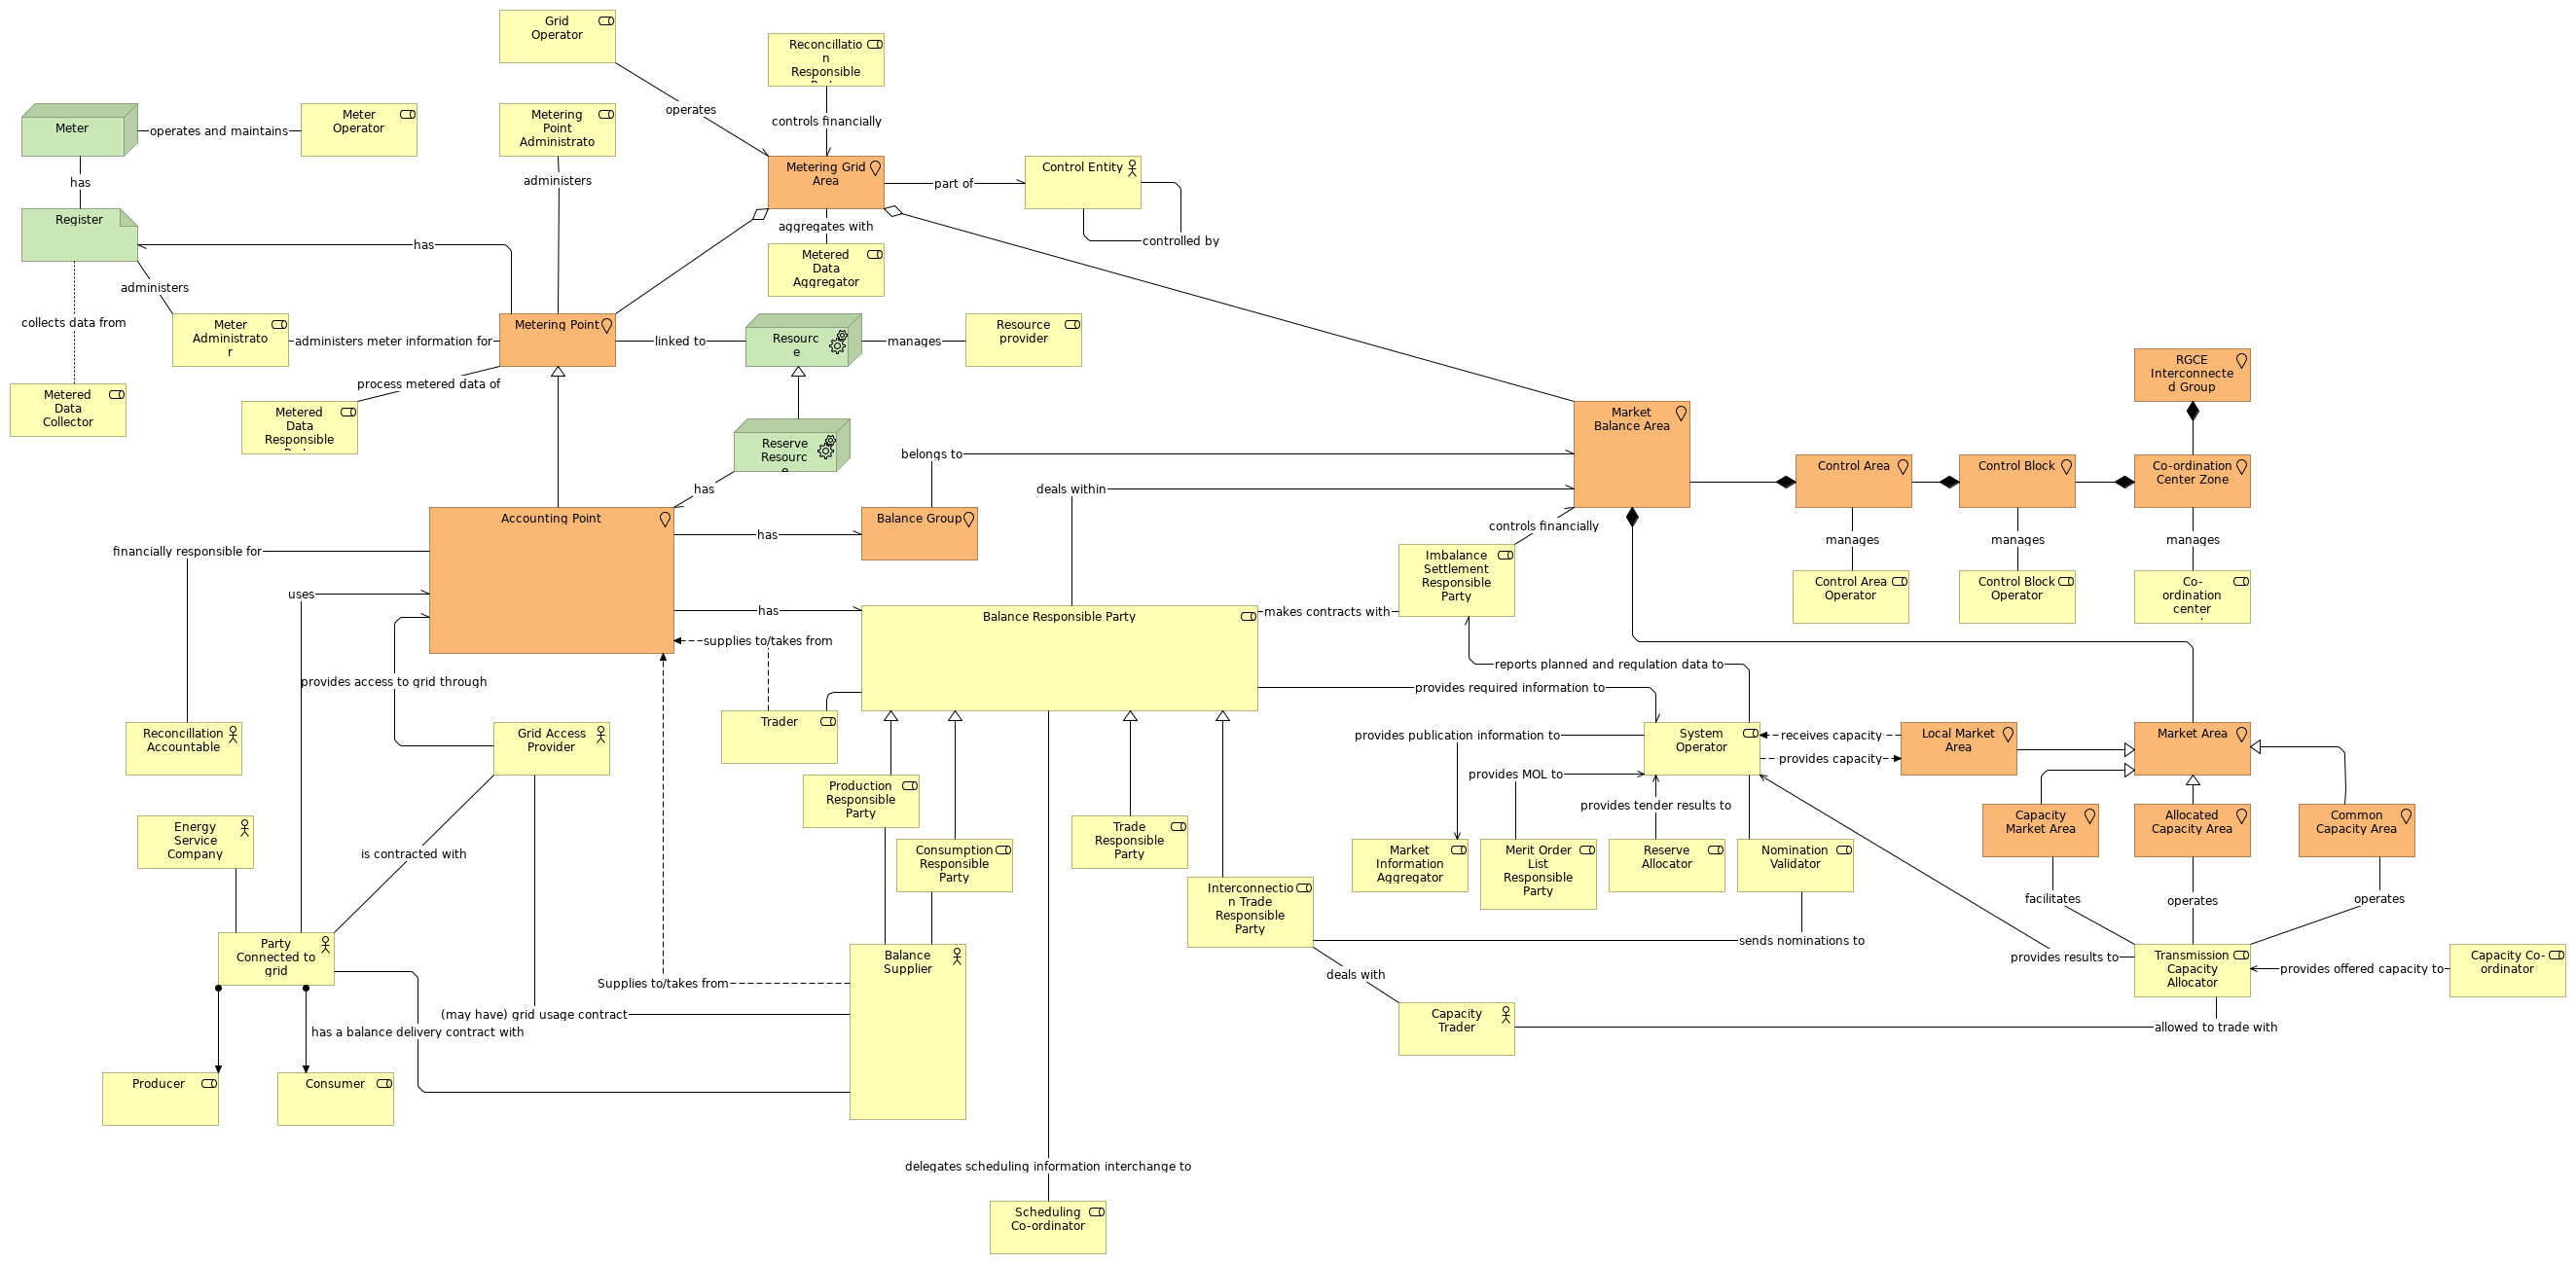 Grid
Operator
Reconcillatio
n
Responsible
operates
controls financially
Meter
operates and maintains
Meter
Operator
Metering
Point
Administrato
has
administers
Metering Grid
Area
part of
Control Entity
controlled by
Register
has
aggregates with
Metered
Data
Aggregator
administers
collects data from
Meter
Administrato
r
administers meter information for
Metering Point
linked to
Resourc
e
manages
Resource
provider
process metered data of
Metered
Data
Collector
Metered
Data
Responsible
Reserve
Resourc
e
has
RGCE
Interconnecte
d Group
Market
Balance Area
belongs to
deals within
Control Area
Control Block
Co-ordination
Center Zone
Accounting Point
has
Balance Group
controls financially
manages
manages
manages
financially responsible for
Imbalance
Settlement
Responsible
Party
Control Area
Operator
Control Block
Operator
Co-
ordination
center
uses
has
Balance Responsible Party
makes contracts with
supplies to/takes from
reports planned and regulation data to
provides access to grid through
provides required information to
Reconcillation
Accountable
Grid Access
Provider
Trader
provides publication information to
System
Operator
receives capacity
provides capacity
Local Market
Area
Market Area
provides MOL to
provides tender results to
Production
Responsible
Party
Energy
Service
Company
is contracted with
Consumption
Responsible
Party
Trade
Responsible
Party
Market
Information
Aggregator
Merit Order
List
Responsible
Party
Reserve
Allocator
Nomination
Validator
Capacity
Market Area
Allocated
Capacity Area
Common
Capacity Area
Interconnectio
n Trade
Responsible
Party
facilitates
operates
operates
sends nominations to
Party
Connected to
grid
Balance
Supplier
Supplies to/takes from
deals with
provides results to
Transmission
Capacity
Allocator
provides offered capacity to
Capacity Co-
ordinator
(may have) grid usage contract
has a balance delivery contract with
Capacity
Trader
allowed to trade with
Producer
Consumer
delegates scheduling information interchange to
Scheduling
Co-ordinator